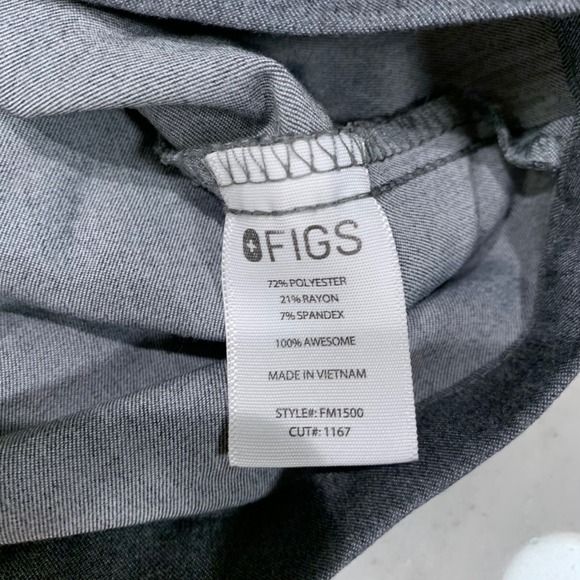 FIGS
72% POLYESTER
21% RAYON
7% SPANDEX
100% AWESOME
MADE IN VIETNAM
STYLE#: FM1500
CUT#: 1167